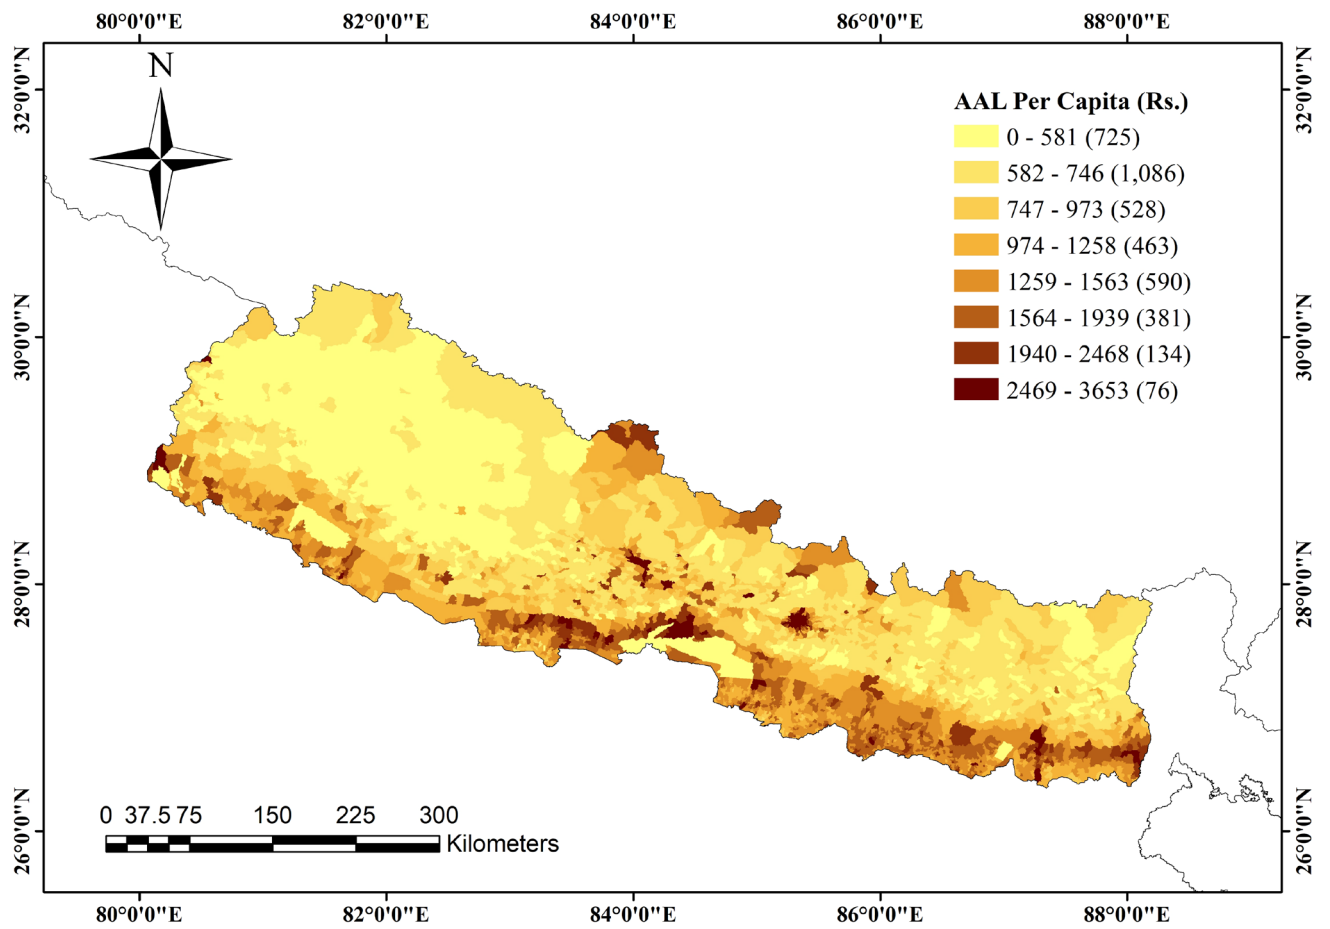 80°0'0"E 82°0'0"E 84°0'0"E 86°0'0"E 88°0'0"E
32°0'0"N
30°0'0"N
28°0'0"N
26°0'0"N
N
AAL Per Capita (Rs.)
0 - 581 (725)
582 - 746 (1,086)
747 - 973 (528)
974 - 1258 (463)
1259 - 1563 (590)
1564 - 1939 (381)
1940 - 2468 (134)
2469 - 3653 (76)
32°0'0"N
30°0'0"N
28°0'0"N
26°0'0"N
0 37.5 75 150 225 300
Kilometers
80°0'0"E 82°0'0"E 84°0'0"E 86°0'0"E 88°0'0"E